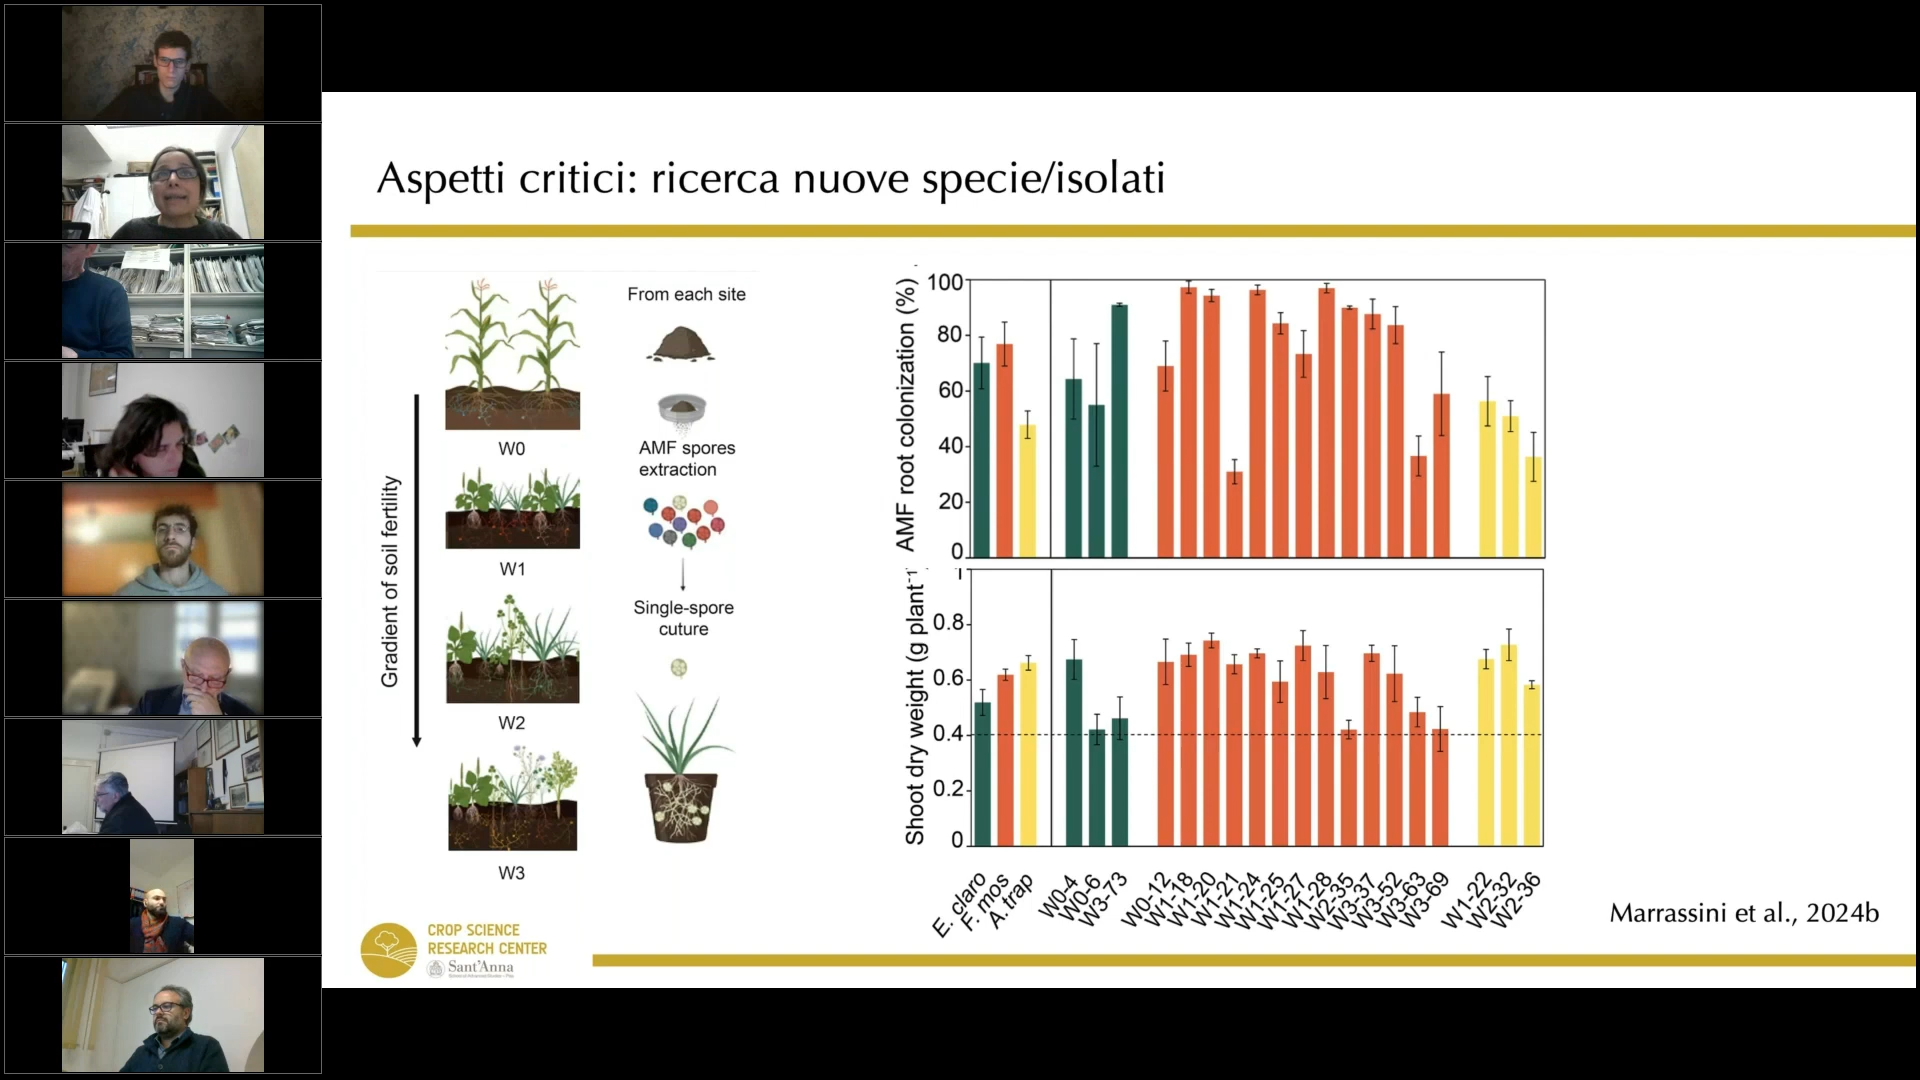 Aspetti critici: ricerca nuove specie/isolati
Gradient of soil fertility
W0
W1
W2
W3
From each site
AMF spores
extraction
Single-spore
cuture
AMF root colonization (%)
100
80
60
40
20
0
Shoot dry weight (g plant⁻¹
1
0.8
0.6
0.4
0.2
0
E. claro
F. mos
A. trap
W0-4
W0-6
W3-73
W0-12
W1-18
W1-20
W1-21
W1-24
W1-25
W1-27
W1-28
W2-35
W3-37
W3-52
W3-63
W3-69
W1-22
W2-32
W2-36
Marrassini et al., 2024b
CROP SCIENCE
RESEARCH CENTER
Sant'Anna